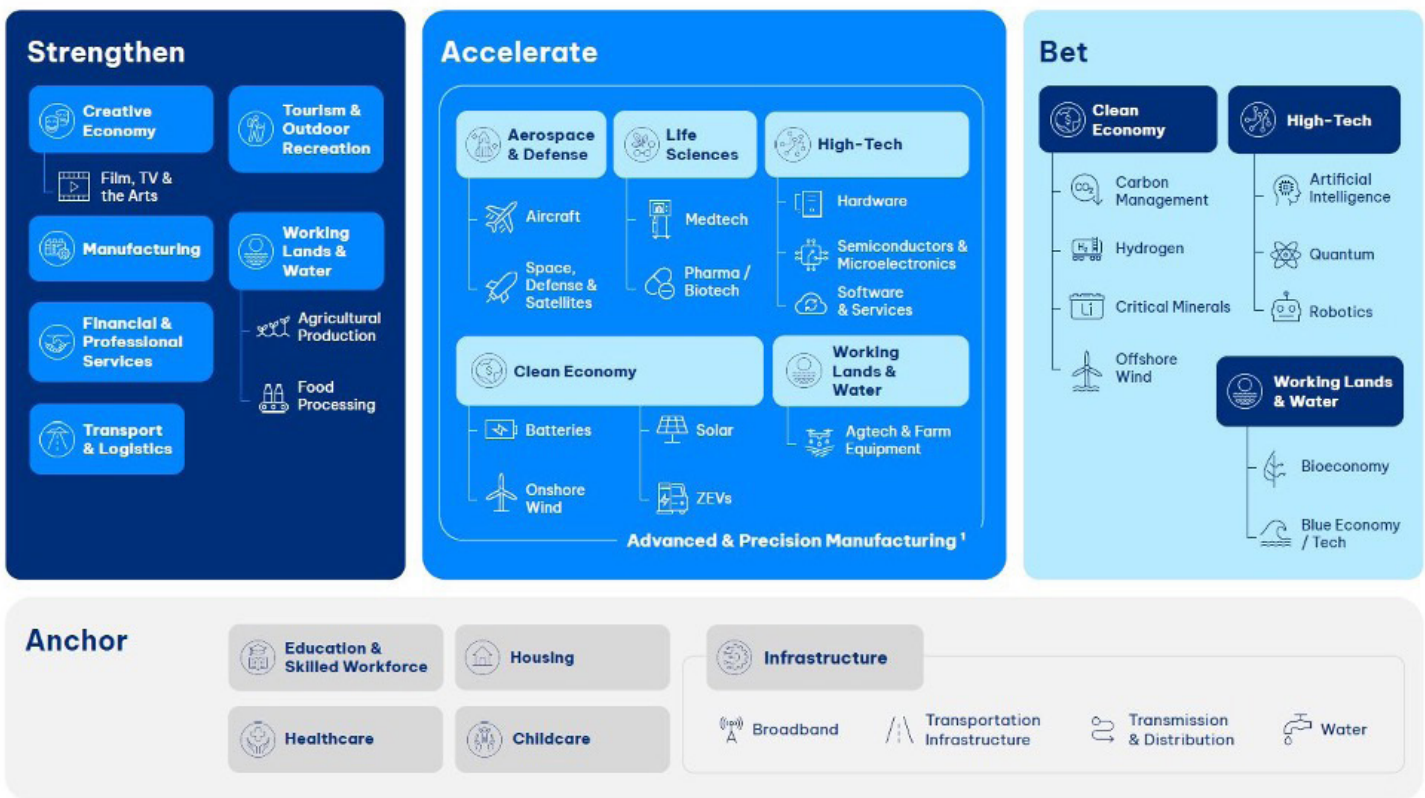 Strengthen
Creative
Economy
Film, TV &
the Arts
Manufacturing
Financial &
Professional
Services
Transport
& Logistics
Tourism &
Outdoor
Recreation
Working
Lands &
Water
Agricultural
Production
Food
Processing
Accelerate
Aerospace
& Defense
Aircraft
Space,
Defense &
Satellites
Life
Sciences
Medtech
Pharma /
Biotech
High-Tech
Hardware
Semiconductors &
Microelectronics
Software
& Services
Clean Economy
Batteries
Onshore
Wind
Solar
ZEVs
Working
Lands &
Water
Agtech & Farm
Equipment
Advanced & Precision Manufacturing ¹
Bet
Clean
Economy
CO₂
Carbon
Management
H₂
Hydrogen
Li
Critical Minerals
Offshore
Wind
High-Tech
Artificial
Intelligence
Quantum
Robotics
Working Lands
& Water
Bioeconomy
Blue Economy
/ Tech
Anchor
Education &
Skilled Workforce
Housing
Healthcare
Childcare
Infrastructure
Broadband
Transportation
Infrastructure
Transmission
& Distribution
Water